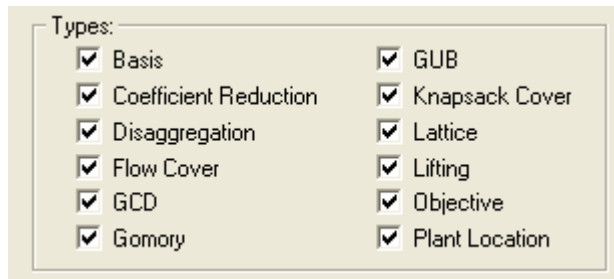 Types:
Basis
Coefficient Reduction
Disaggregation
Flow Cover
GCD
Gomory
GUB
Knapsack Cover
Lattice
Lifting
Objective
Plant Location